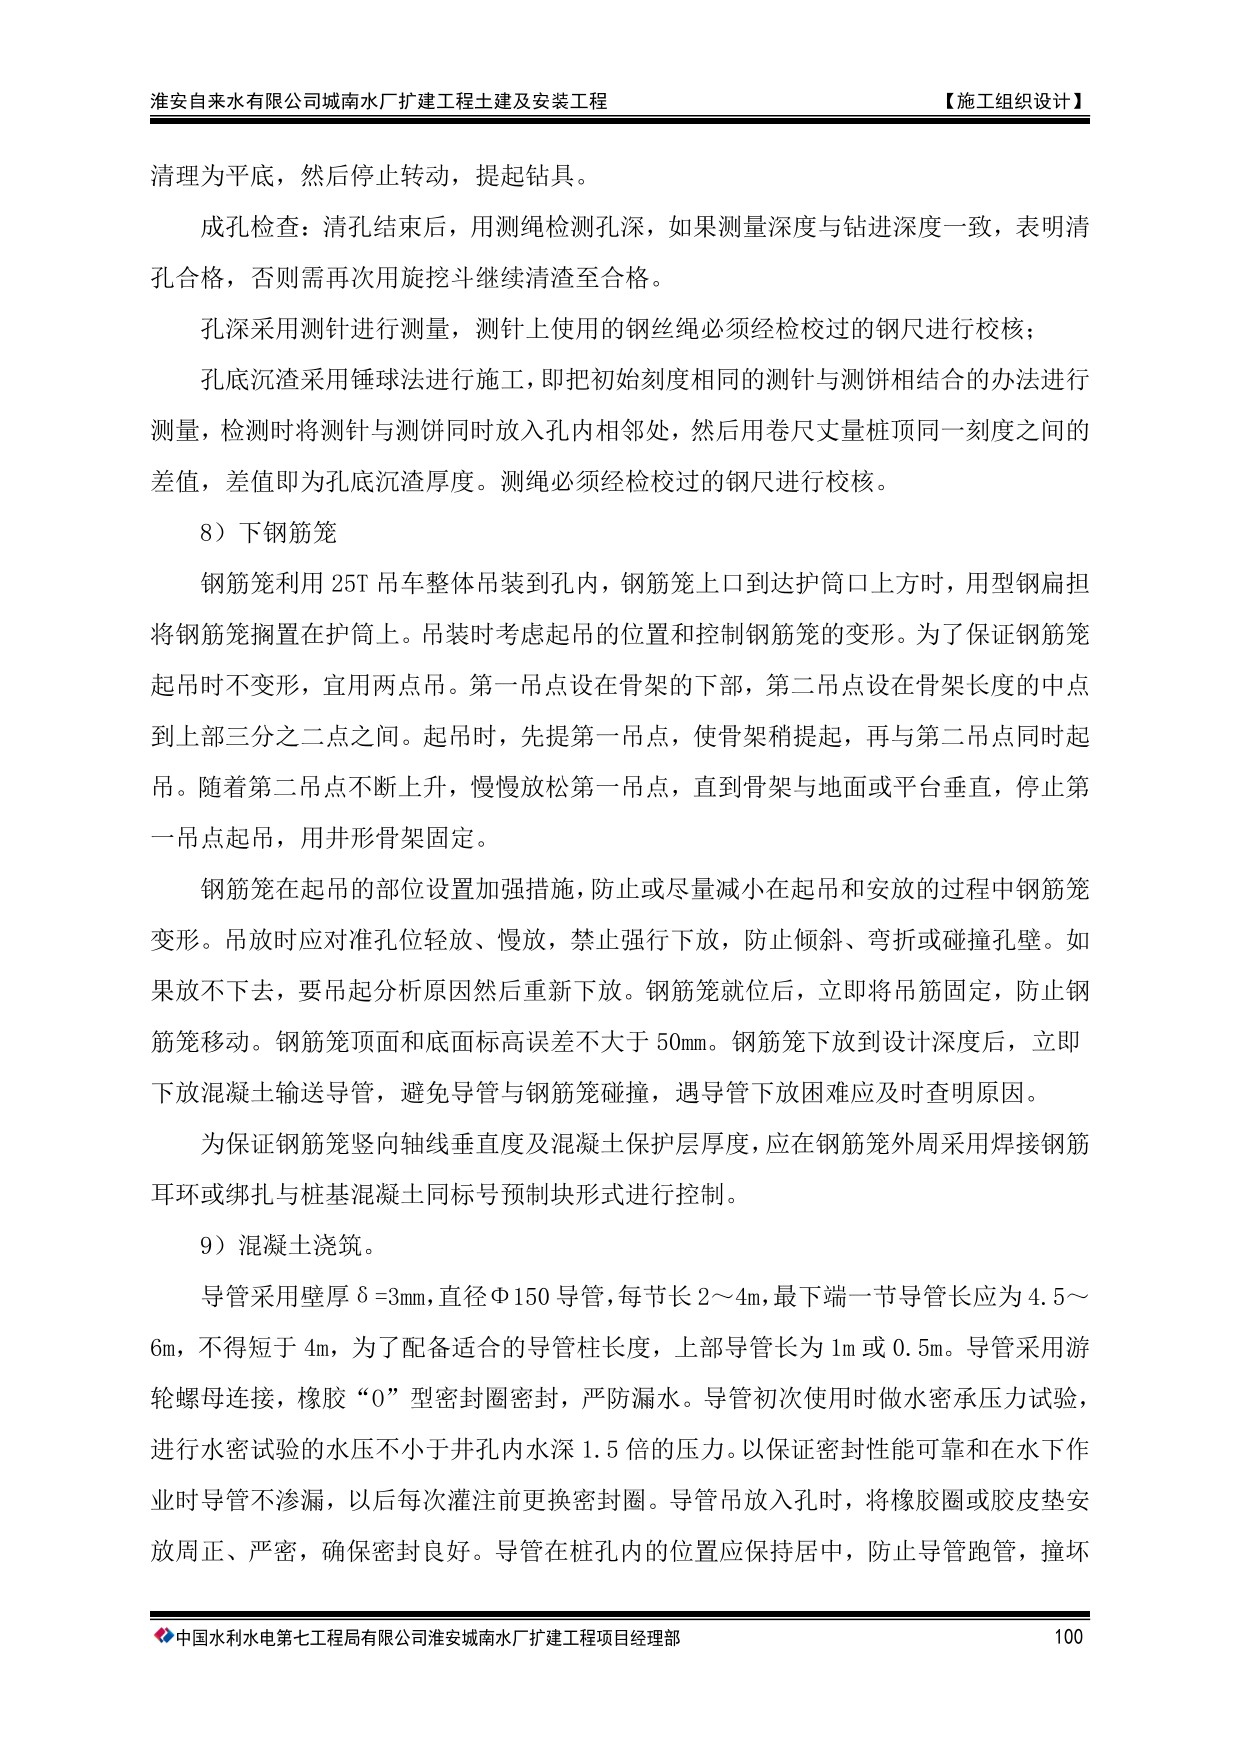 淮安自来水有限公司城南水厂扩建工程土建及安装工程 【施工组织设计】
清理为平底，然后停止转动，提起钻具。
成孔检查：清孔结束后，用测绳检测孔深，如果测量深度与钻进深度一致，表明清
孔合格，否则需再次用旋挖斗继续清渣至合格。
孔深采用测针进行测量，测针上使用的钢丝绳必须经检校过的钢尺进行校核；
孔底沉渣采用锤球法进行施工，即把初始刻度相同的测针与测饼相结合的办法进行
测量，检测时将测针与测饼同时放入孔内相邻处，然后用卷尺丈量桩顶同一刻度之间的
差值，差值即为孔底沉渣厚度。测绳必须经检校过的钢尺进行校核。
8）下钢筋笼
钢筋笼利用 25T 吊车整体吊装到孔内，钢筋笼上口到达护筒口上方时，用型钢扁担
将钢筋笼搁置在护筒上。吊装时考虑起吊的位置和控制钢筋笼的变形。为了保证钢筋笼
起吊时不变形，宜用两点吊。第一吊点设在骨架的下部，第二吊点设在骨架长度的中点
到上部三分之二点之间。起吊时，先提第一吊点，使骨架稍提起，再与第二吊点同时起
吊。随着第二吊点不断上升，慢慢放松第一吊点，直到骨架与地面或平台垂直，停止第
一吊点起吊，用井形骨架固定。
钢筋笼在起吊的部位设置加强措施，防止或尽量减小在起吊和安放的过程中钢筋笼
变形。吊放时应对准孔位轻放、慢放，禁止强行下放，防止倾斜、弯折或碰撞孔壁。如
果放不下去，要吊起分析原因然后重新下放。钢筋笼就位后，立即将吊筋固定，防止钢
筋笼移动。钢筋笼顶面和底面标高误差不大于 50mm。钢筋笼下放到设计深度后，立即
下放混凝土输送导管，避免导管与钢筋笼碰撞，遇导管下放困难应及时查明原因。
为保证钢筋笼竖向轴线垂直度及混凝土保护层厚度，应在钢筋笼外周采用焊接钢筋
耳环或绑扎与桩基混凝土同标号预制块形式进行控制。
9）混凝土浇筑。
导管采用壁厚δ=3mm，直径Φ150 导管，每节长 2～4m，最下端一节导管长应为 4.5～
6m，不得短于 4m，为了配备适合的导管柱长度，上部导管长为 1m 或 0.5m。导管采用游
轮螺母连接，橡胶“O”型密封圈密封，严防漏水。导管初次使用时做水密承压力试验，
进行水密试验的水压不小于井孔内水深 1.5 倍的压力。以保证密封性能可靠和在水下作
业时导管不渗漏，以后每次灌注前更换密封圈。导管吊放入孔时，将橡胶圈或胶皮垫安
放周正、严密，确保密封良好。导管在桩孔内的位置应保持居中，防止导管跑管，撞坏
中国水利水电第七工程局有限公司淮安城南水厂扩建工程项目经理部 100